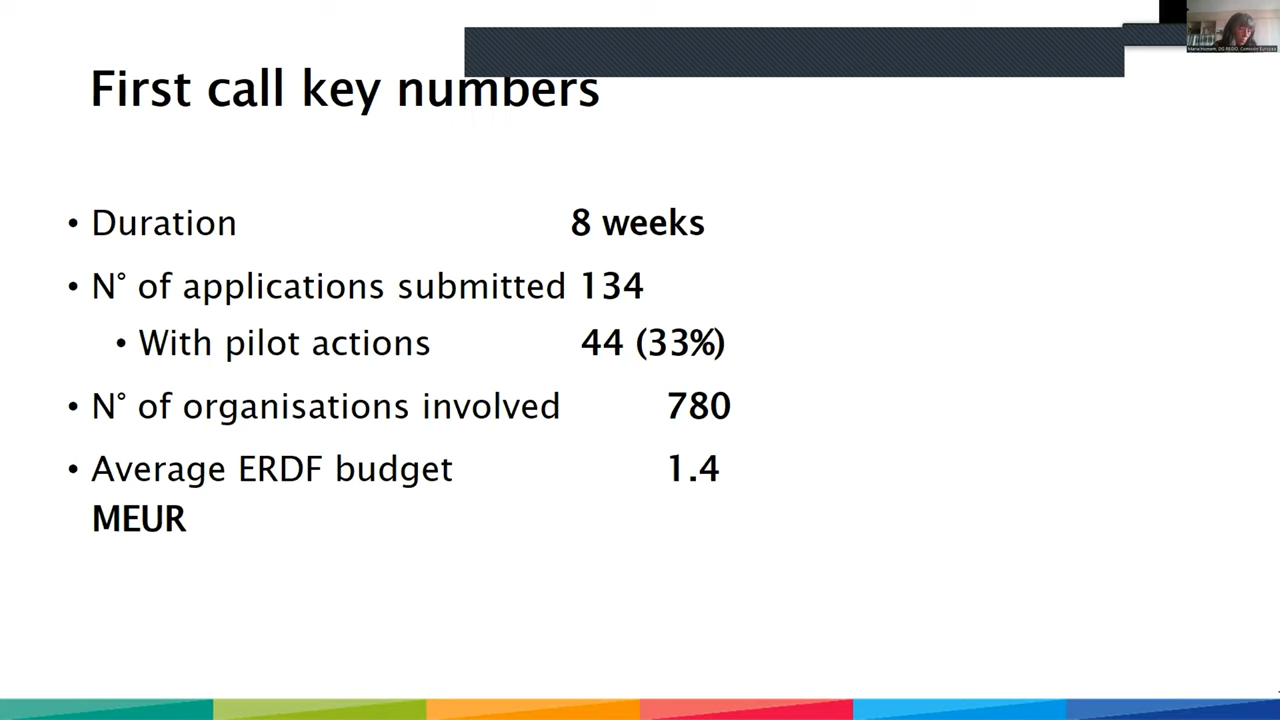 First call key numbers
• Duration 8 weeks
• N° of applications submitted 134
• With pilot actions 44 (33%)
• N° of organisations involved 780
• Average ERDF budget 1.4
MEUR